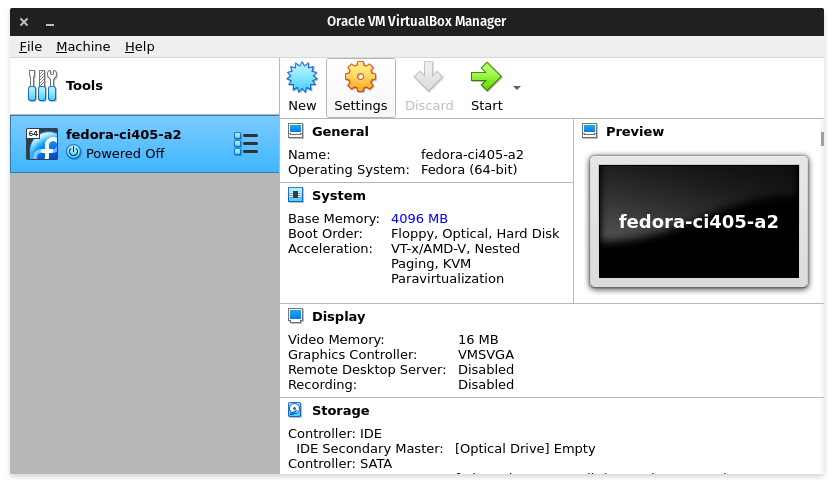 Oracle VM VirtualBox Manager
File Machine Help
Tools
New Settings Discard Start
64
fedora-ci405-a2
Powered Off
General
Name: fedora-ci405-a2
Operating System: Fedora (64-bit)
Preview
fedora-ci405-a2
System
Base Memory: 4096 MB
Boot Order: Floppy, Optical, Hard Disk
Acceleration: VT-x/AMD-V, Nested
Paging, KVM
Paravirtualization
Display
Video Memory: 16 MB
Graphics Controller: VMSVGA
Remote Desktop Server: Disabled
Recording: Disabled
Storage
Controller: IDE
IDE Secondary Master: [Optical Drive] Empty
Controller: SATA